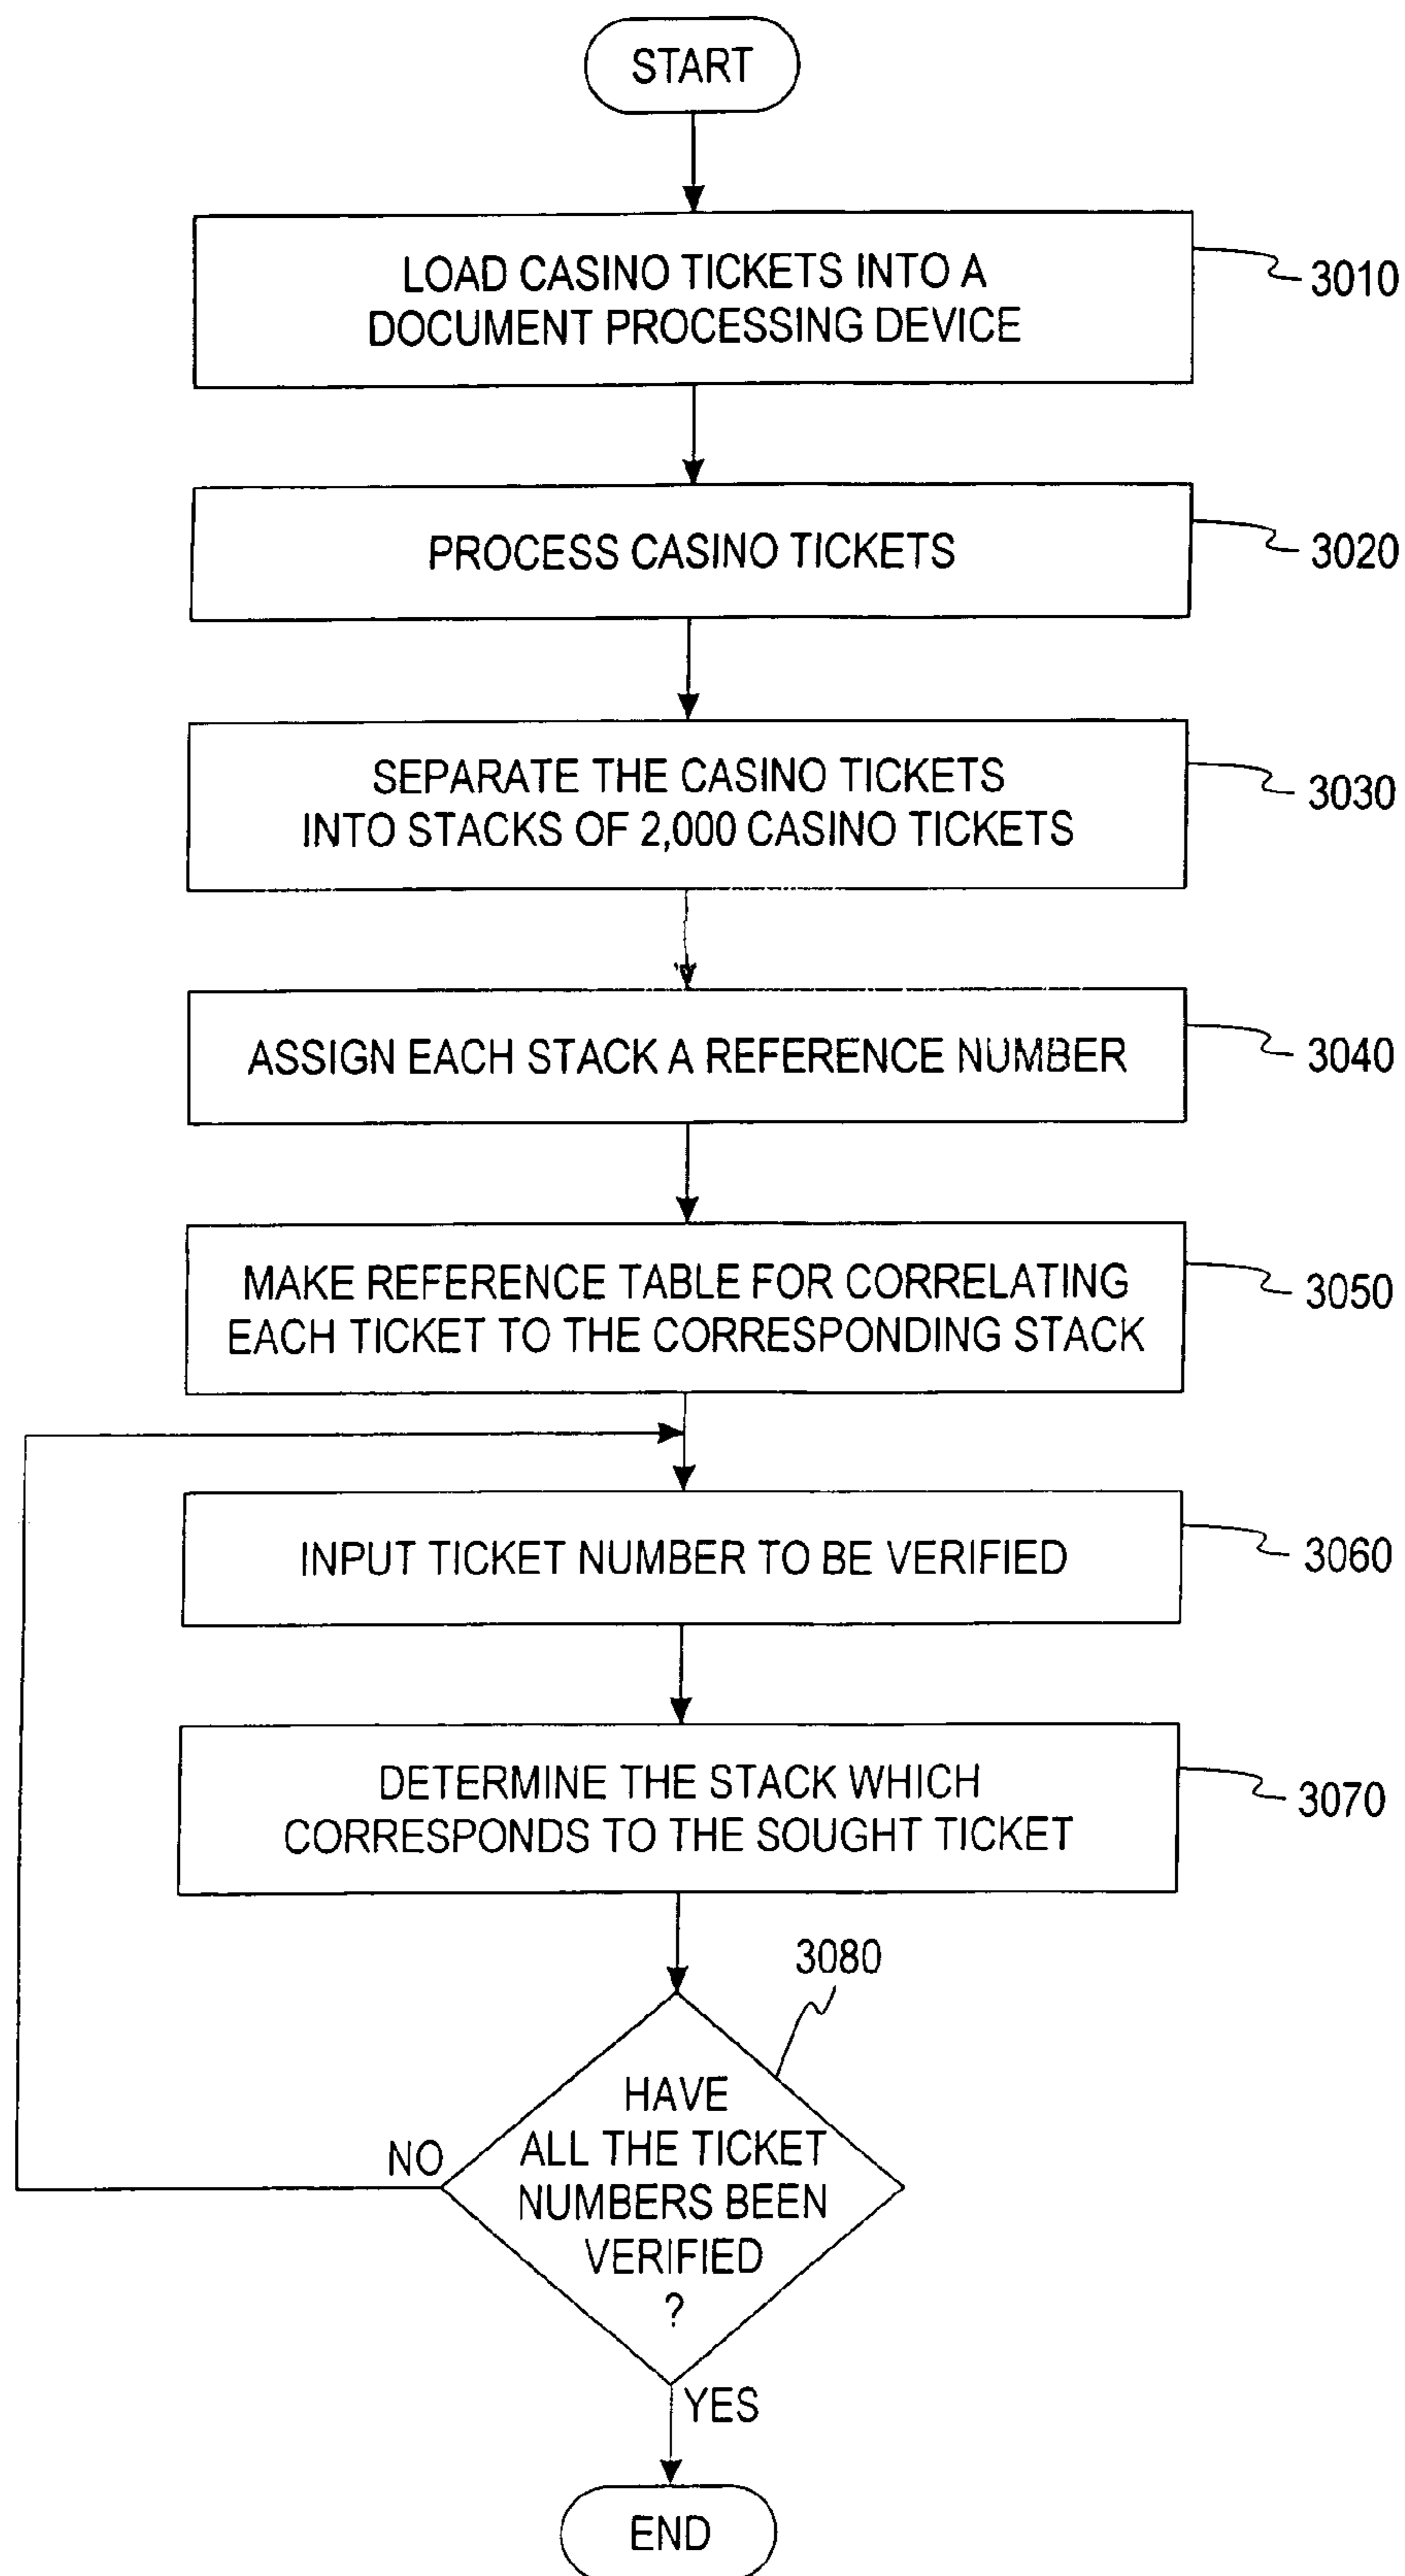 START
LOAD CASINO TICKETS INTO A
DOCUMENT PROCESSING DEVICE
3010
PROCESS CASINO TICKETS
3020
SEPARATE THE CASINO TICKETS
INTO STACKS OF 2,000 CASINO TICKETS
3030
ASSIGN EACH STACK A REFERENCE NUMBER
3040
MAKE REFERENCE TABLE FOR CORRELATING
EACH TICKET TO THE CORRESPONDING STACK
3050
INPUT TICKET NUMBER TO BE VERIFIED
3060
DETERMINE THE STACK WHICH
CORRESPONDS TO THE SOUGHT TICKET
3070
3080
HAVE
ALL THE TICKET
NUMBERS BEEN
VERIFIED
?
NO
YES
END